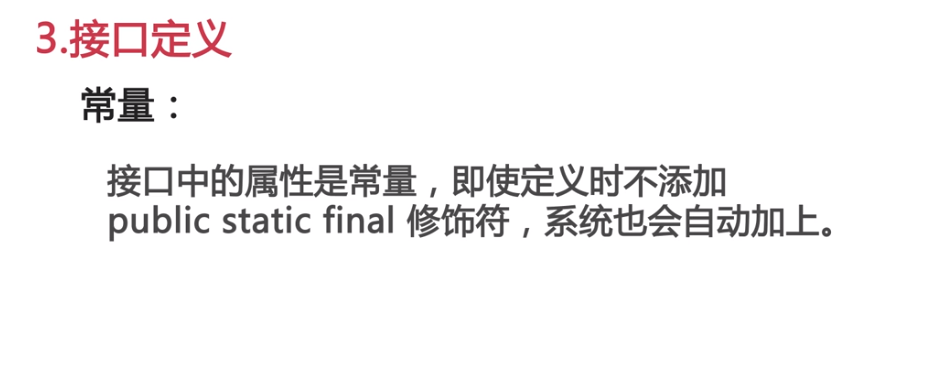 3.接口定义
常量：
接口中的属性是常量，即使定义时不添加
public static final 修饰符，系统也会自动加上。